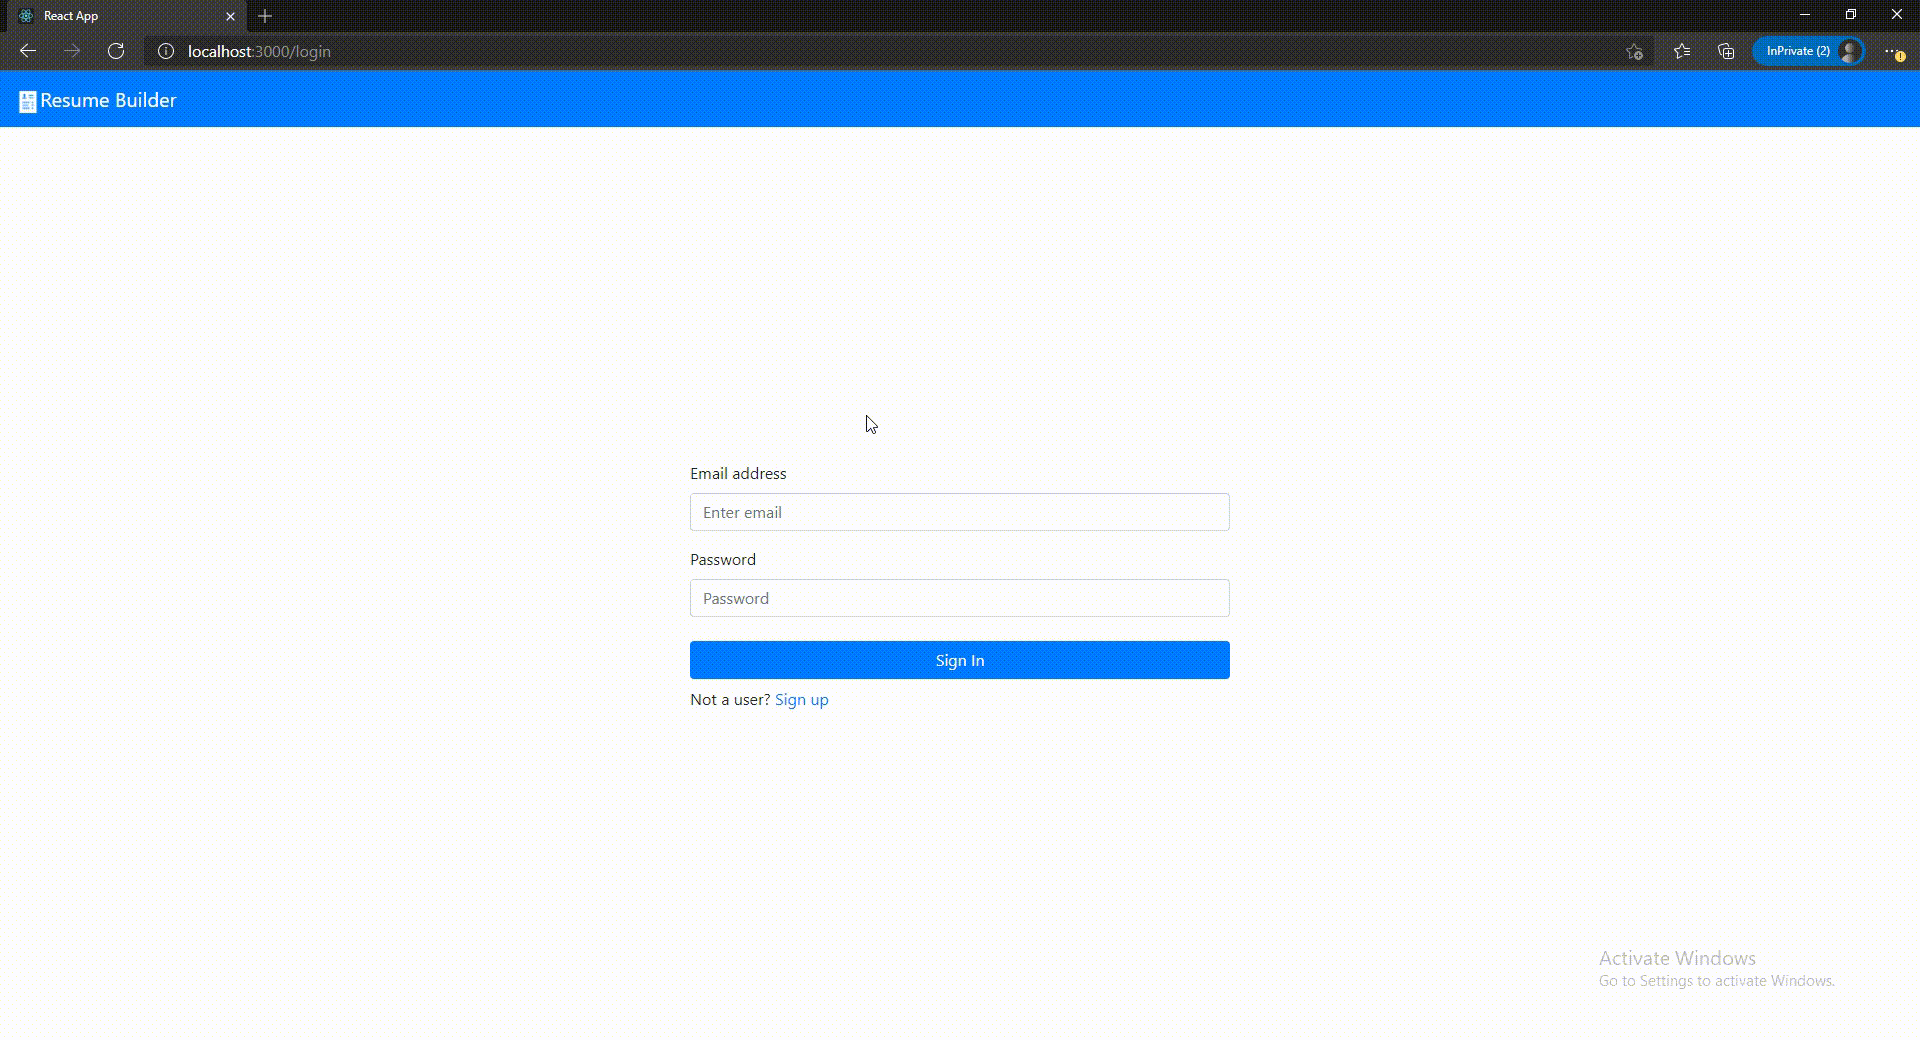 React App
localhost:3000/login
InPrivate (2)
Resume Builder
Email address
Enter email
Password
Password
Sign In
Not a user? Sign up
Activate Windows
Go to Settings to activate Windows.